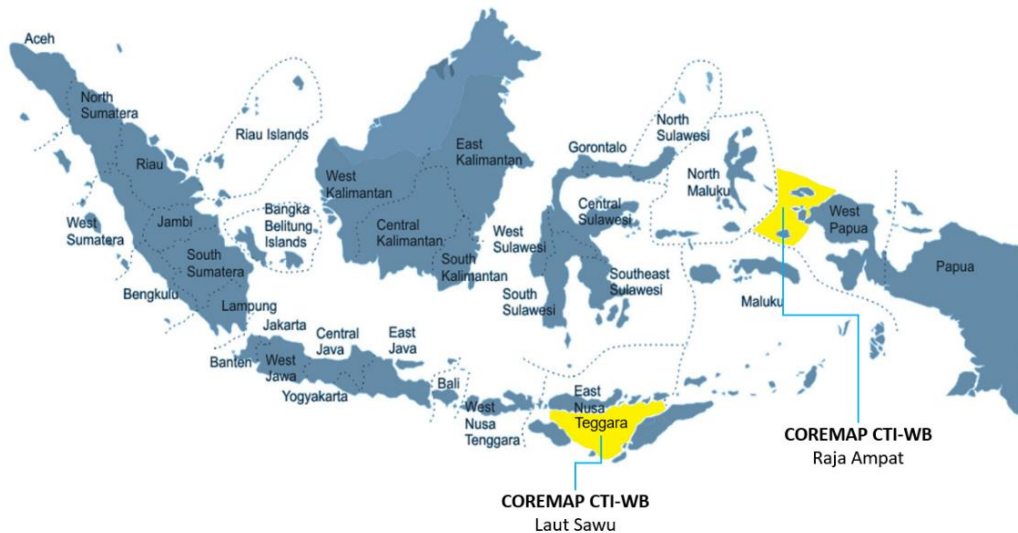 Aceh
North
Sumatera
Riau Islands
Riau
West
Sumatera
Jambi
Bangka
Belitung
Islands
South
Sumatera
Bengkulu
Lampung
West
Kalimantan
East
Kalimantan
Central
Kalimantan
South
Kalimantan
Gorontalo
North
Sulawesi
Central
Sulawesi
West
Sulawesi
South
Sulawesi
Southeast
Sulawesi
North
Maluku
Maluku
West
Papua
Papua
Jakarta
Banten
West
Jawa
Central
Java
Yogyakarta
East
Java
Bali
West
Nusa
Tenggara
East
Nusa
Teggara
COREMAP CTI-WB
Raja Ampat
COREMAP CTI-WB
Laut Sawu